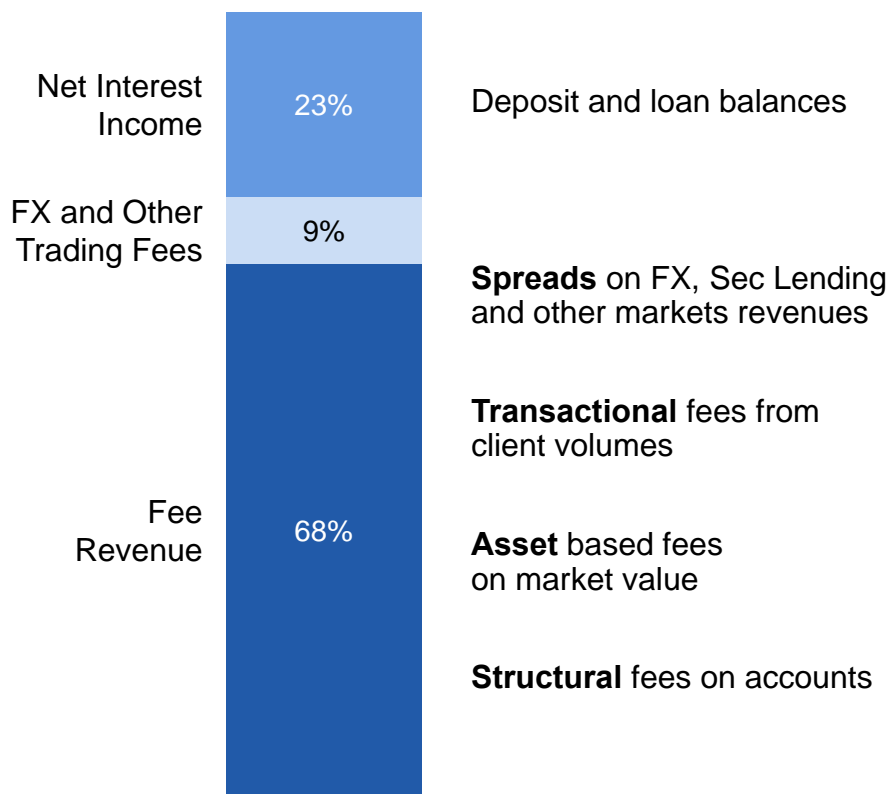 Net Interest
Income
23%
Deposit and loan balances
FX and Other
Trading Fees
9%
Spreads on FX, Sec Lending
and other markets revenues
Transactional fees from
client volumes
Fee
Revenue
68%
Asset based fees
on market value
Structural fees on accounts